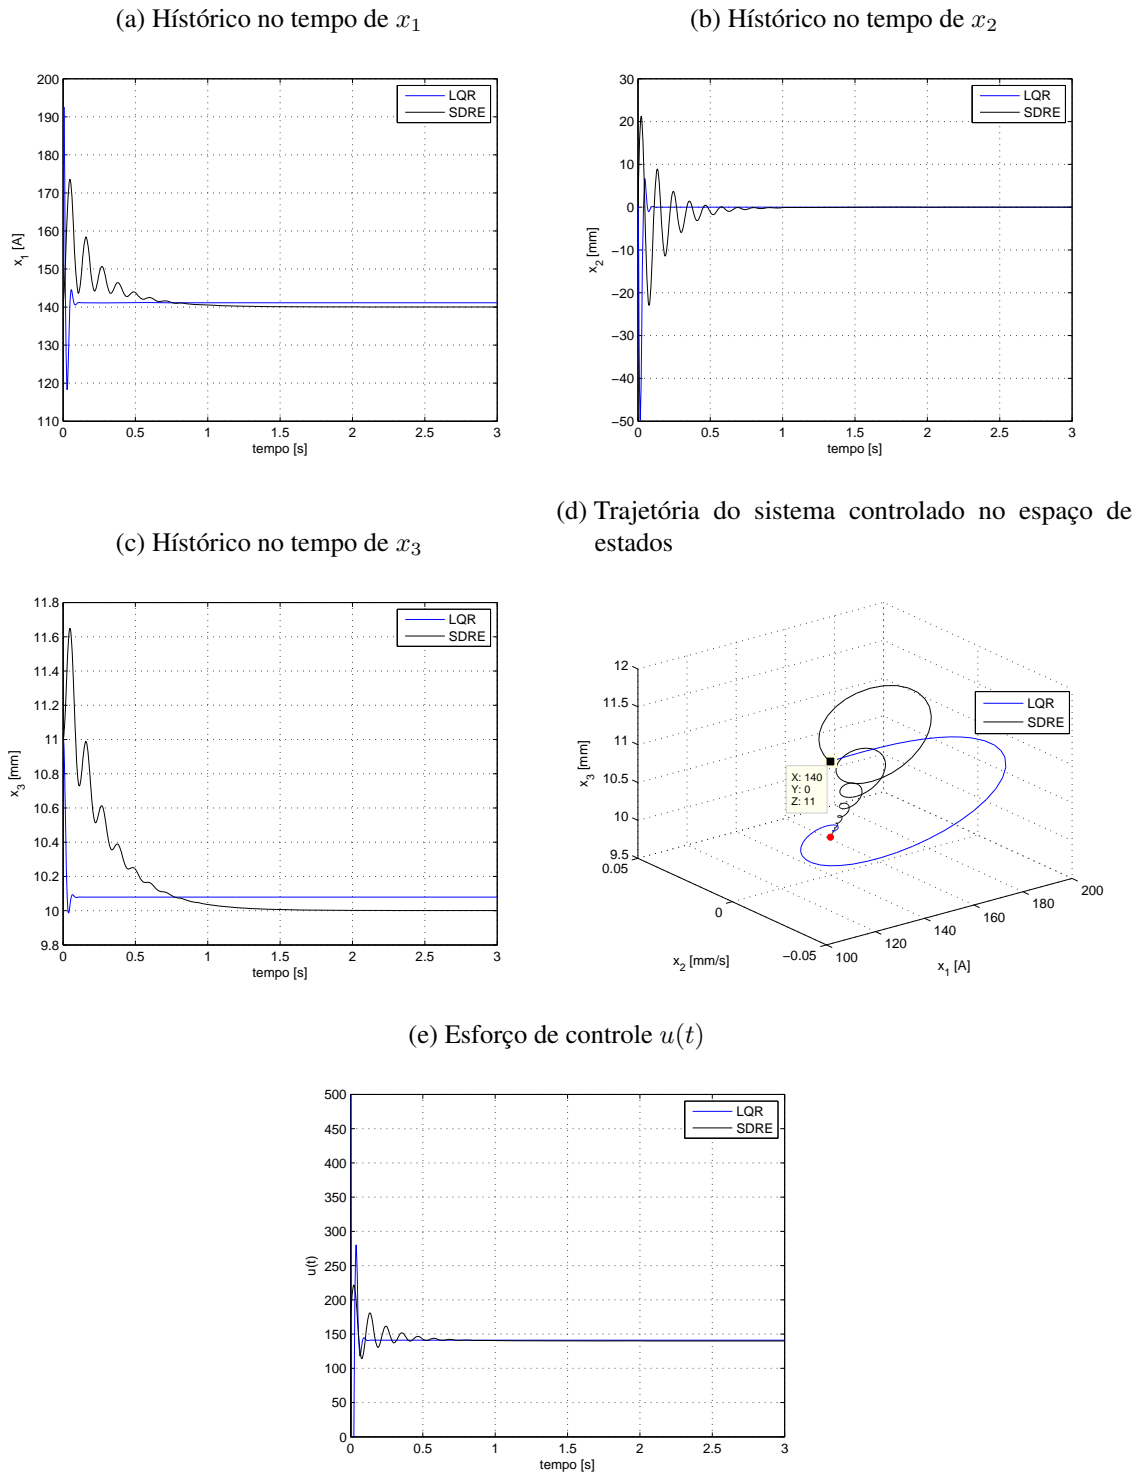 (a) Hístórico no tempo de x1
(b) Hístórico no tempo de x2
200
190
180
170
160
150
140
130
120
110
x1 [A]
0 0.5 1 1.5 2 2.5 3
tempo [s]
LQR
SDRE
30
20
10
0
−10
−20
−30
−40
−50
x2 [mm]
0 0.5 1 1.5 2 2.5 3
tempo [s]
LQR
SDRE
(c) Hístórico no tempo de x3
(d) Trajetória do sistema controlado no espaço de
estados
11.8
11.6
11.4
11.2
11
10.8
10.6
10.4
10.2
10
9.8
x3 [mm]
0 0.5 1 1.5 2 2.5 3
tempo [s]
LQR
SDRE
12
11.5
11
10.5
10
9.5
x3 [mm]
0.05
0
−0.05
x2 [mm/s]
100
120
140
160
180
200
x1 [A]
X: 140
Y: 0
Z: 11
LQR
SDRE
(e) Esforço de controle u(t)
500
450
400
350
300
250
200
150
100
50
0
u(t)
0 0.5 1 1.5 2 2.5 3
tempo [s]
LQR
SDRE